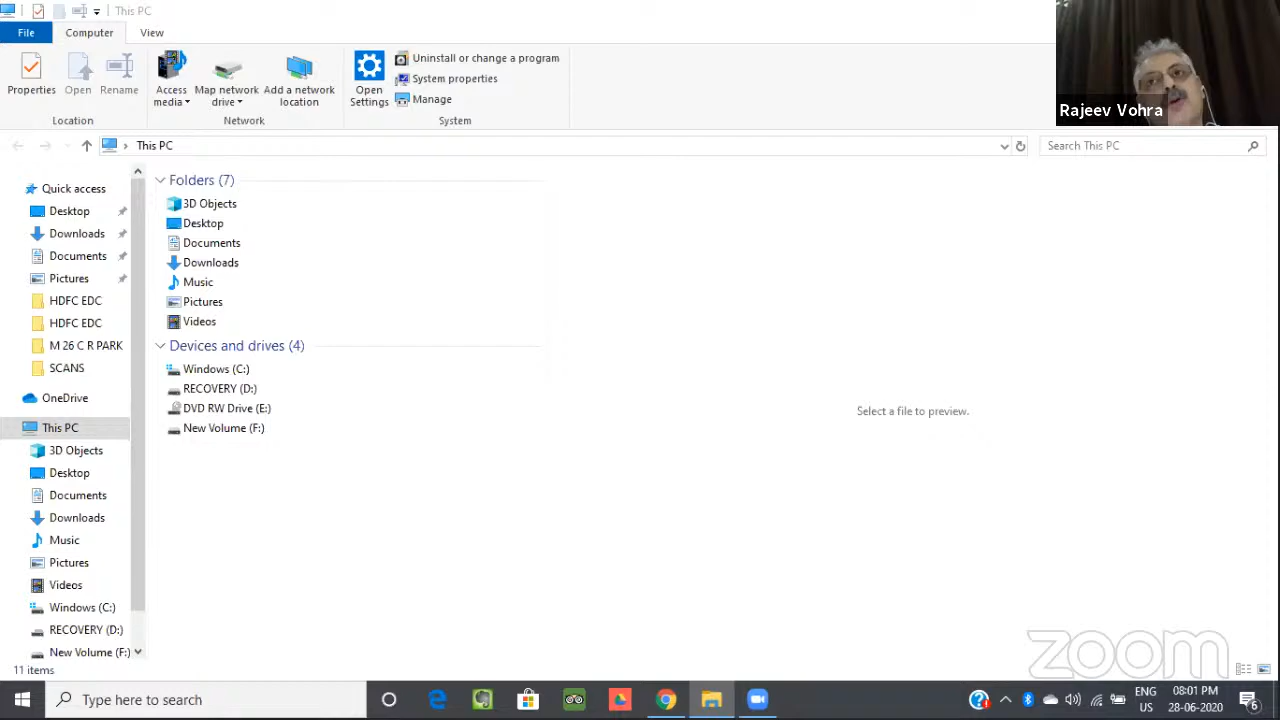 This PC
File Computer View
Properties Open Rename
Access media Map network drive Add a network location
Open Settings
Uninstall or change a program
System properties
Manage
Location Network System
Rajeev Vohra
This PC
Search This PC
Quick access
Desktop
Downloads
Documents
Pictures
HDFC EDC
HDFC EDC
M 26 C R PARK
SCANS
OneDrive
This PC
3D Objects
Desktop
Documents
Downloads
Music
Pictures
Videos
Windows (C:)
RECOVERY (D:)
New Volume (F:)
Folders (7)
3D Objects
Desktop
Documents
Downloads
Music
Pictures
Videos
Devices and drives (4)
Windows (C:)
RECOVERY (D:)
DVD RW Drive (E:)
New Volume (F:)
Select a file to preview.
zoom
11 items
Type here to search
ENG
US
08:01 PM
28-06-2020
6